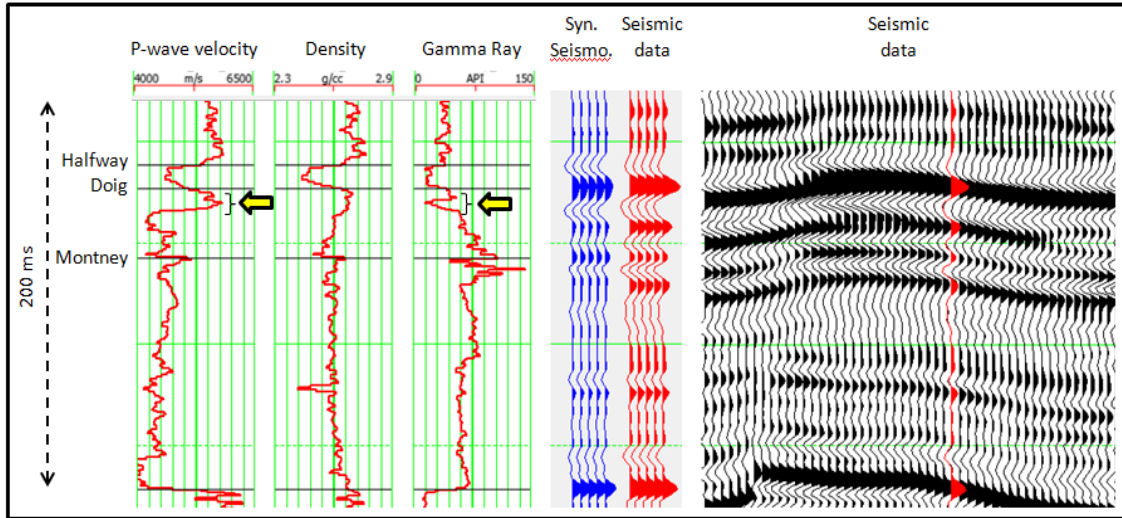 Syn. Seismic Seismic
P-wave velocity Density Gamma Ray Seismo. data data
4000 m/s 6500 2.3 g/cc 2.9 0 API 150
Halfway
Doig
Montney
200 ms